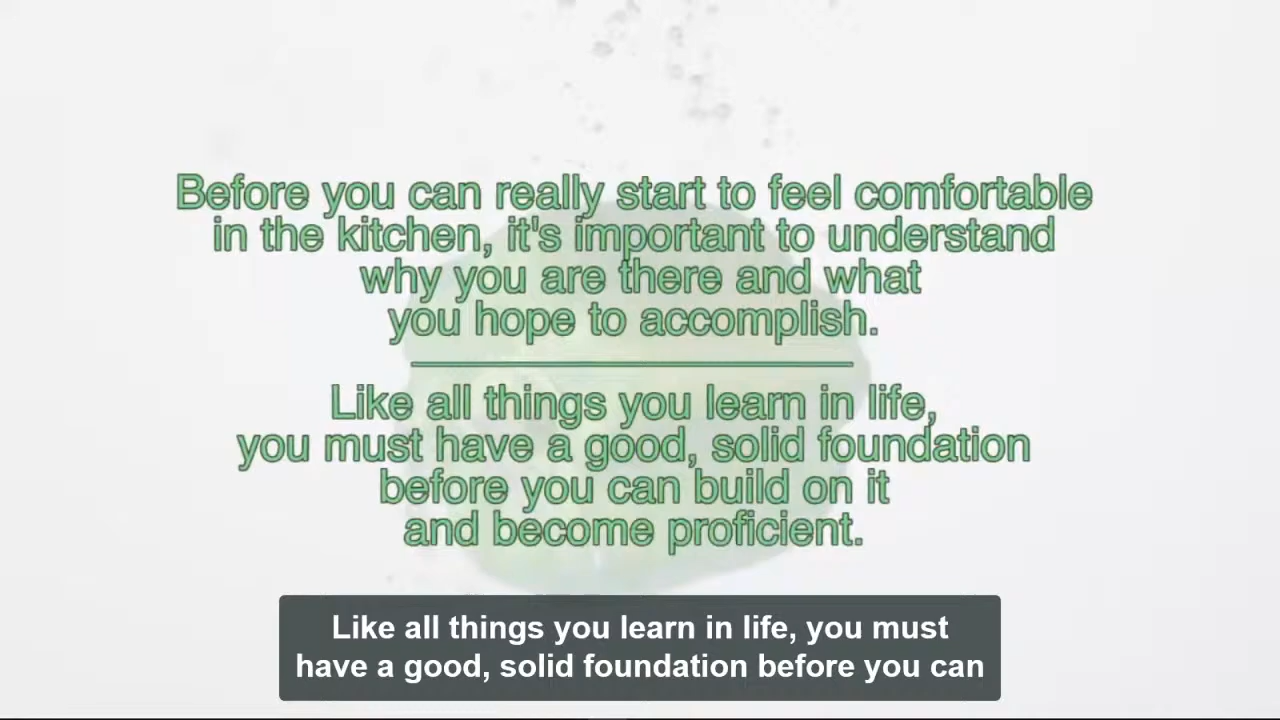 Before you can really start to feel comfortable
in the kitchen, it's important to understand
why you are there and what
you hope to accomplish.
Like all things you learn in life,
you must have a good, solid foundation
before you can build on it
and become proficient.
Like all things you learn in life, you must
have a good, solid foundation before you can